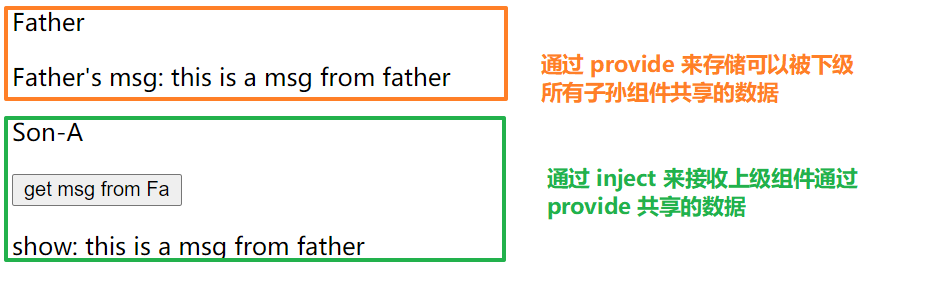 Father
Father's msg: this is a msg from father
通过 provide 来存储可以被下级
所有子孙组件共享的数据
Son-A
get msg from Fa
show: this is a msg from father
通过 inject 来接收上级组件通过
provide 共享的数据